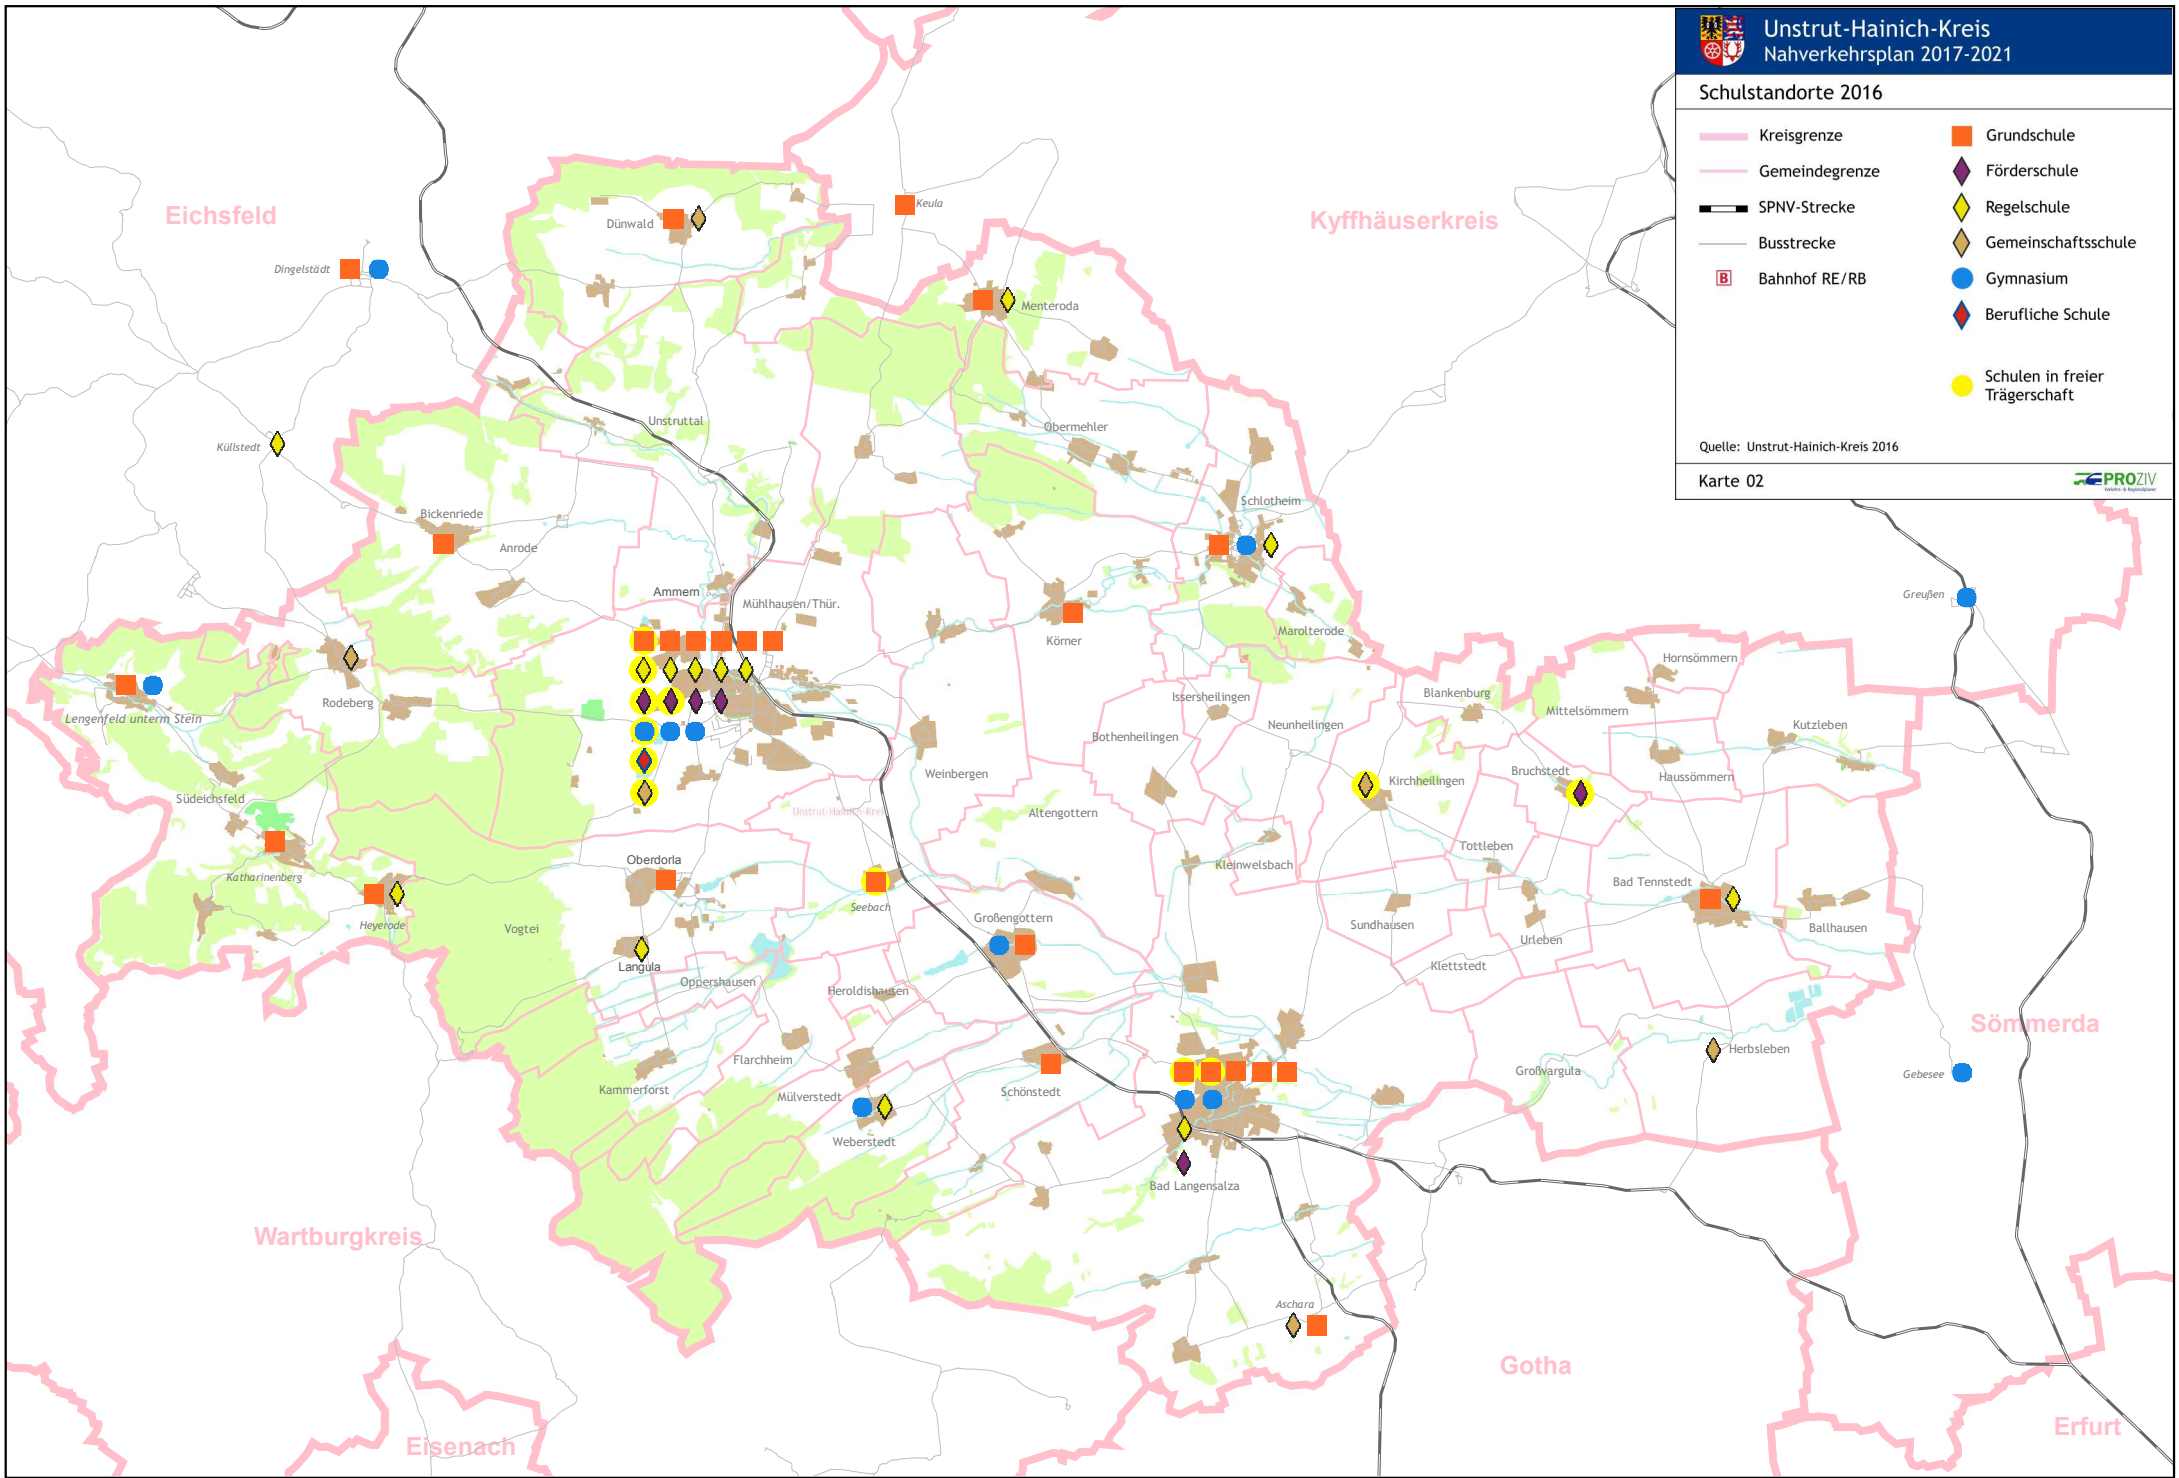 Unstrut-Hainich-Kreis
Nahverkehrsplan 2017-2021
Schulstandorte 2016
Kreisgrenze
Gemeindegrenze
SPNV-Strecke
Busstrecke
B Bahnhof RE/RB
Grundschule
Förderschule
Regelschule
Gemeinschaftsschule
Gymnasium
Berufliche Schule
Schulen in freier
Trägerschaft
Quelle: Unstrut-Hainich-Kreis 2016
Karte 02
PROZIV
Eichsfeld
Kyffhäuserkreis
Keula
Dünwald
Dingelstädt
Menteroda
Unstruttal
Obermehler
Küllstedt
Schlotheim
Bickenriede
Anrode
Ammern
Mühlhausen/Thür.
Greußen
Körner
Marolterode
Hornsömmern
Rodeberg
Lengenfeld unterm Stein
Issersheilingen
Blankenburg
Mittelsömmern
Neunheilingen
Kutzleben
Bothenheilingen
Weinbergen
Bruchstedt
Haussömmern
Kirchheilingen
Südeichsfeld
Unstrut-Hainich-Kreis
Altengottern
Tottleben
Oberdorla
Kleinwelsbach
Katharinenberg
Bad Tennstedt
Seebach
Großengottern
Heyerode
Vogtei
Sundhausen
Ballhausen
Urleben
Langula
Klettstedt
Oppershausen
Heroldishausen
Sömmerda
Herbsleben
Flarchheim
Großvargula
Gebesee
Kammerforst
Mülverstedt
Schönstedt
Weberstedt
Bad Langensalza
Wartburgkreis
Aschara
Gotha
Eisenach
Erfurt